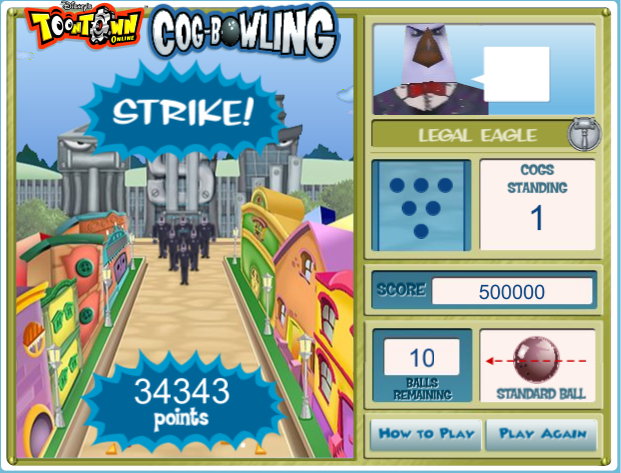 Disney's
TOONTOWN
ONLINE
COG-BOWLING
STRIKE!
LEGAL EAGLE
COGS
STANDING
1
SCORE 500000
10
BALLS
REMAINING
STANDARD BALL
34343
points
HOW TO PLAY
PLAY AGAIN